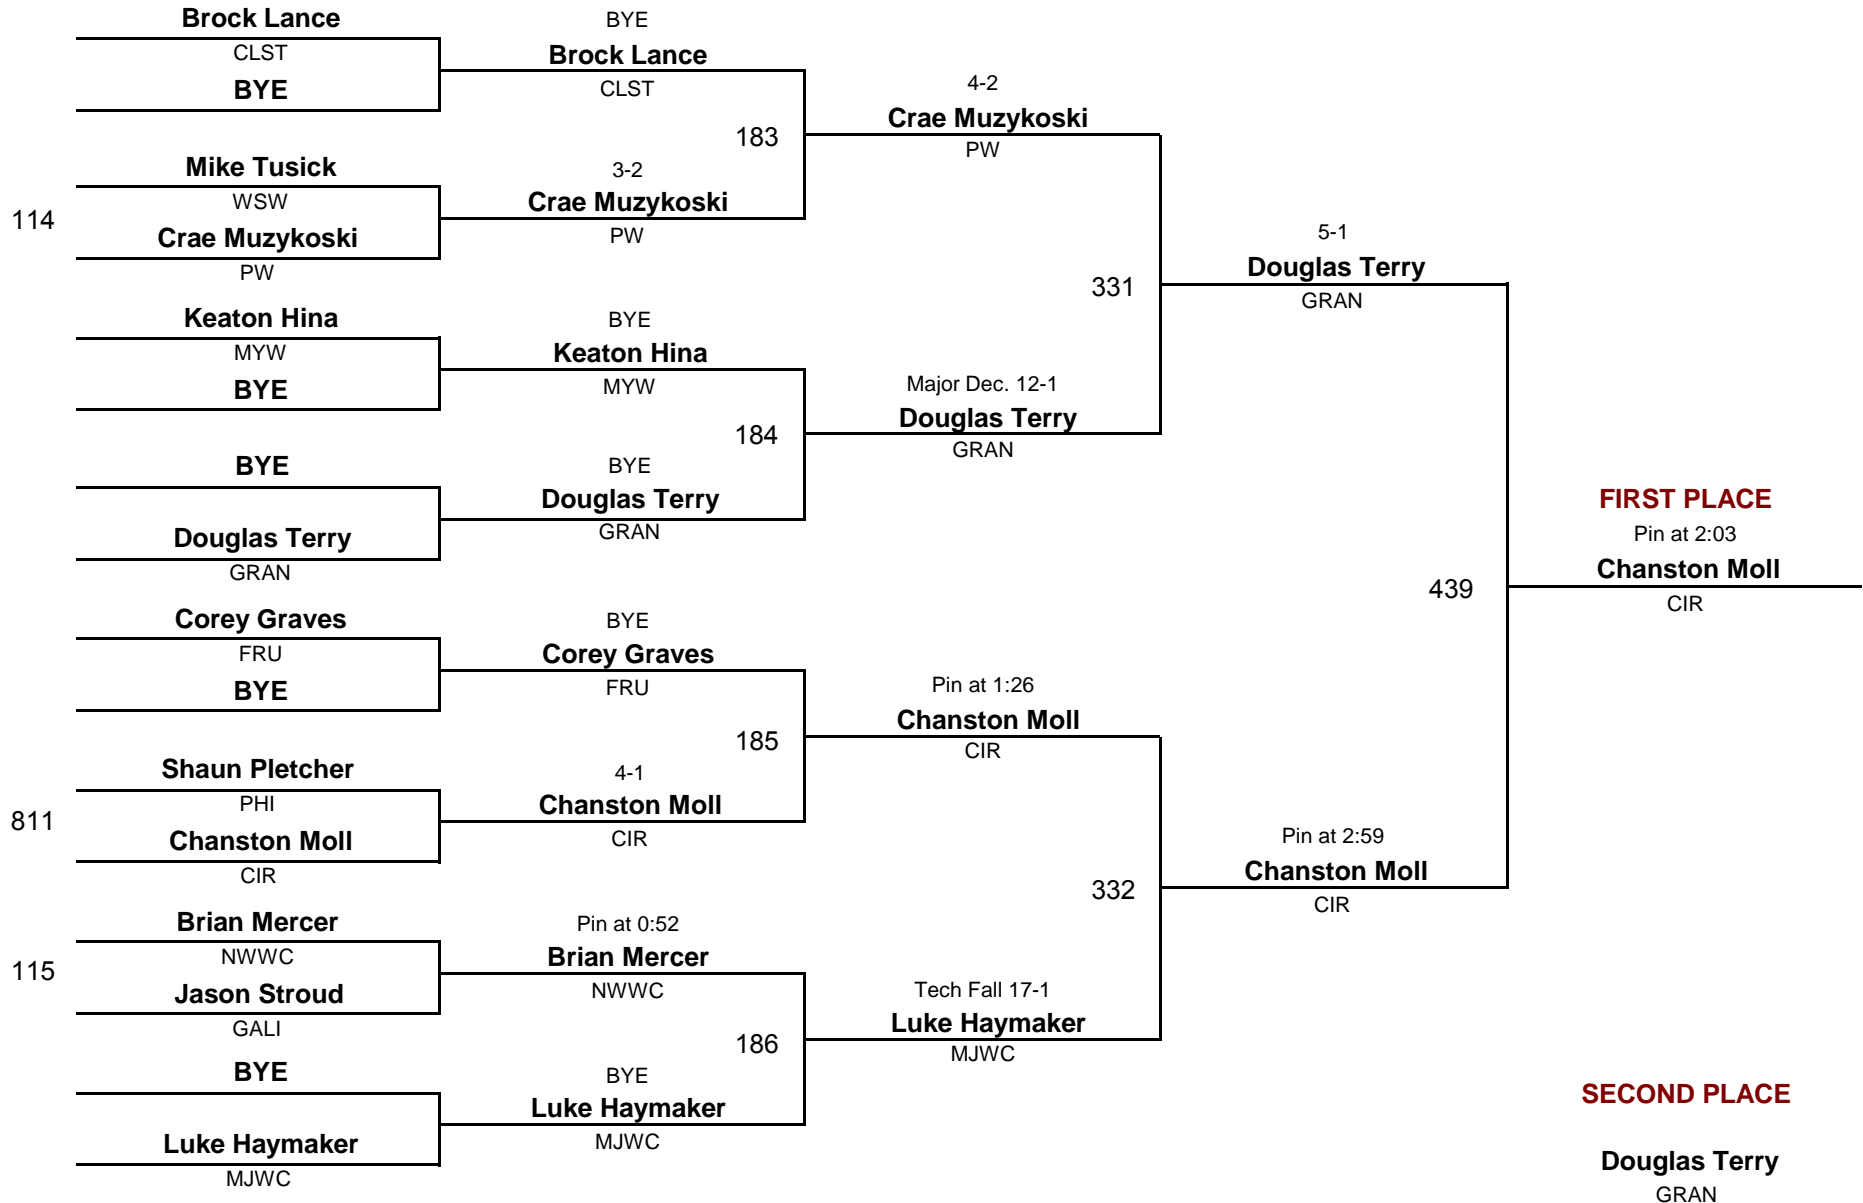 Brock Lance
CLST
BYE
114
Mike Tusick
WSW
Crae Muzykoski
PW
Keaton Hina
MYW
BYE
BYE
Douglas Terry
GRAN
Corey Graves
FRU
BYE
811
Shaun Pletcher
PHI
Chanston Moll
CIR
115
Brian Mercer
NWWC
Jason Stroud
GALI
BYE
Luke Haymaker
MJWC
BYE
Brock Lance
CLST
183
3-2
Crae Muzykoski
PW
BYE
Keaton Hina
MYW
184
BYE
Douglas Terry
GRAN
BYE
Corey Graves
FRU
185
4-1
Chanston Moll
CIR
Pin at 0:52
Brian Mercer
NWWC
186
BYE
Luke Haymaker
MJWC
4-2
Crae Muzykoski
PW
331
Major Dec. 12-1
Douglas Terry
GRAN
Pin at 1:26
Chanston Moll
CIR
332
Tech Fall 17-1
Luke Haymaker
MJWC
5-1
Douglas Terry
GRAN
439
Pin at 2:59
Chanston Moll
CIR
FIRST PLACE
Pin at 2:03
Chanston Moll
CIR
SECOND PLACE
Douglas Terry
GRAN